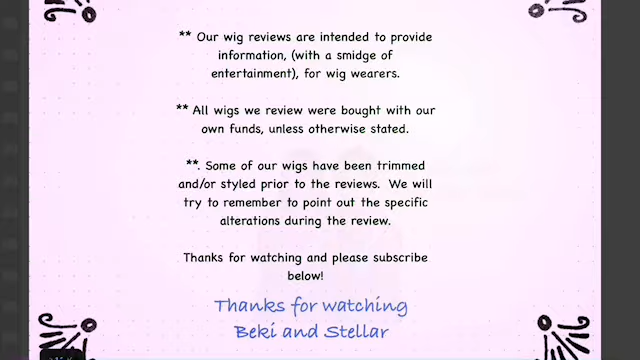 ** Our wig reviews are intended to provide
information, (with a smidge of
entertainment), for wig wearers.
** All wigs we review were bought with our
own funds, unless otherwise stated.
**. Some of our wigs have been trimmed
and/or styled prior to the reviews. We will
try to remember to point out the specific
alterations during the review.
Thanks for watching and please subscribe
below!
Thanks for watching
Beki and Stellar